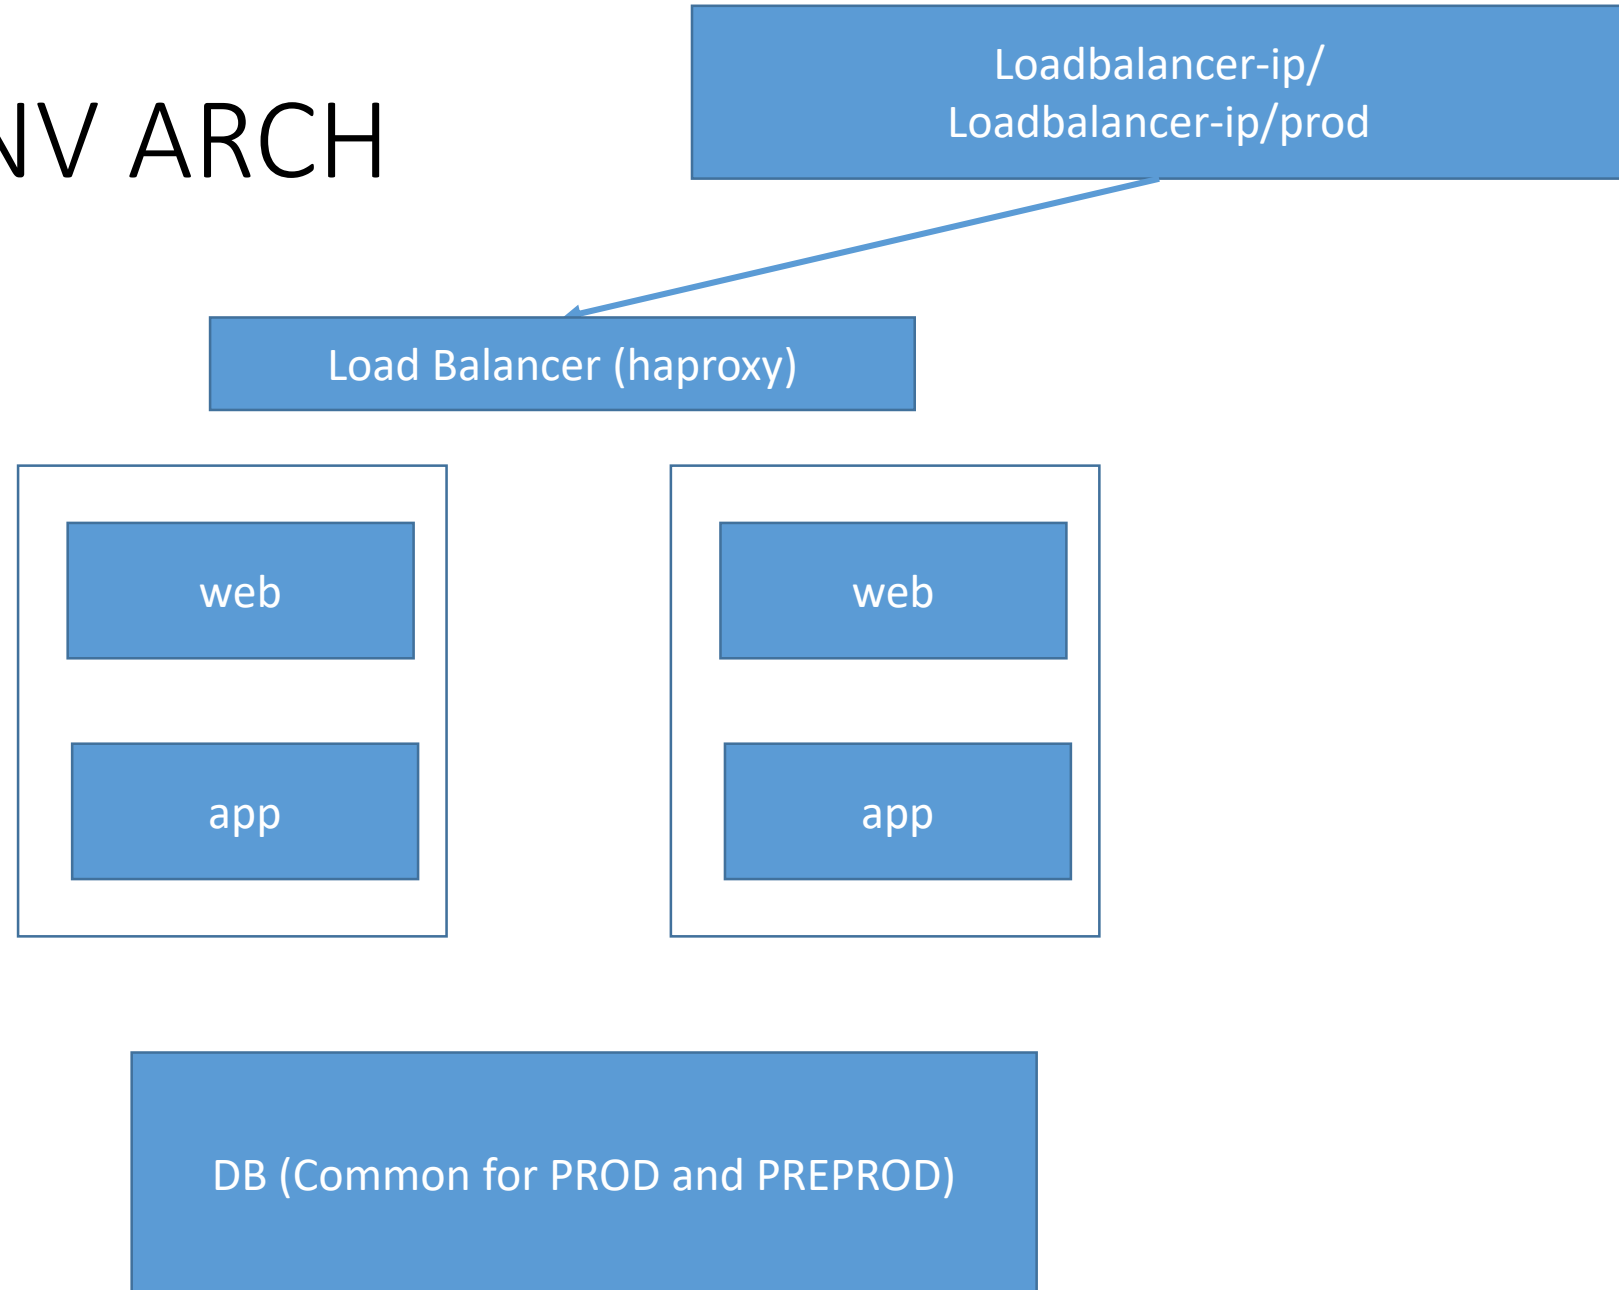 NV ARCH
Loadbalancer-ip/
Loadbalancer-ip/prod
Load Balancer (haproxy)
web
web
app
app
DB (Common for PROD and PREPROD)